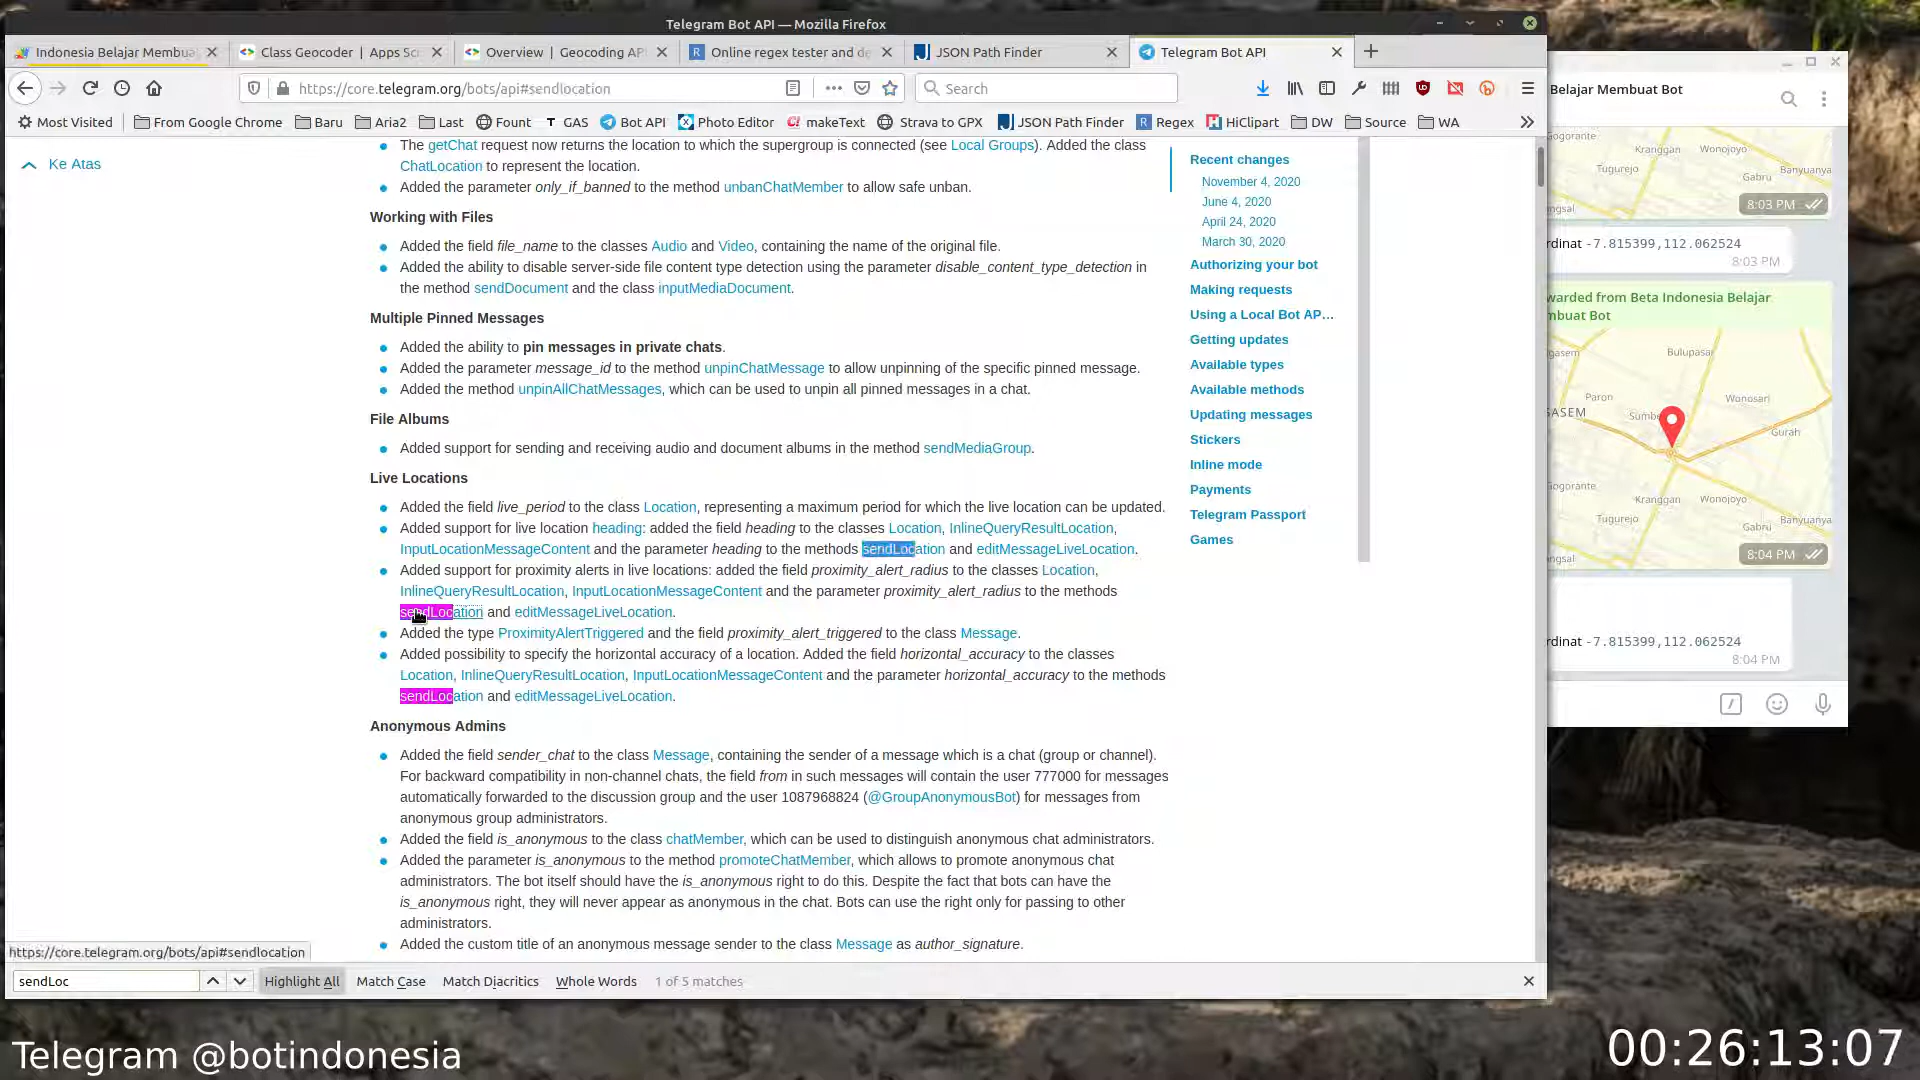 Telegram Bot API — Mozilla Firefox
Indonesia Belajar Membua
Class Geocoder | Apps Scr
Overview | Geocoding AP
Online regex tester and de
JSON Path Finder
Telegram Bot API
https://core.telegram.org/bots/api#sendlocation
Search
Most Visited
From Google Chrome
Baru
Aria2
Last
Fount
GAS
Bot API
Photo Editor
makeText
Strava to GPX
JSON Path Finder
Regex
HiClipart
DW
Source
WA
Ke Atas
The getChat request now returns the location to which the supergroup is connected (see Local Groups). Added the class
ChatLocation to represent the location.
Added the parameter only_if_banned to the method unbanChatMember to allow safe unban.
Working with Files
Added the field file_name to the classes Audio and Video, containing the name of the original file.
Added the ability to disable server-side file content type detection using the parameter disable_content_type_detection in
the method sendDocument and the class inputMediaDocument.
Multiple Pinned Messages
Added the ability to pin messages in private chats.
Added the parameter message_id to the method unpinChatMessage to allow unpinning of the specific pinned message.
Added the method unpinAllChatMessages, which can be used to unpin all pinned messages in a chat.
File Albums
Added support for sending and receiving audio and document albums in the method sendMediaGroup.
Live Locations
Added the field live_period to the class Location, representing a maximum period for which the live location can be updated.
Added support for live location heading: added the field heading to the classes Location, InlineQueryResultLocation,
InputLocationMessageContent and the parameter heading to the methods sendLocation and editMessageLiveLocation.
Added support for proximity alerts in live locations: added the field proximity_alert_radius to the classes Location,
InlineQueryResultLocation, InputLocationMessageContent and the parameter proximity_alert_radius to the methods
sendLocation and editMessageLiveLocation.
Added the type ProximityAlertTriggered and the field proximity_alert_triggered to the class Message.
Added possibility to specify the horizontal accuracy of a location. Added the field horizontal_accuracy to the classes
Location, InlineQueryResultLocation, InputLocationMessageContent and the parameter horizontal_accuracy to the methods
sendLocation and editMessageLiveLocation.
Anonymous Admins
Added the field sender_chat to the class Message, containing the sender of a message which is a chat (group or channel).
For backward compatibility in non-channel chats, the field from in such messages will contain the user 777000 for messages
automatically forwarded to the discussion group and the user 1087968824 (@GroupAnonymousBot) for messages from
anonymous group administrators.
Added the field is_anonymous to the class chatMember, which can be used to distinguish anonymous chat administrators.
Added the parameter is_anonymous to the method promoteChatMember, which allows to promote anonymous chat
administrators. The bot itself should have the is_anonymous right to do this. Despite the fact that bots can have the
is_anonymous right, they will never appear as anonymous in the chat. Bots can use the right only for passing to other
administrators.
Added the custom title of an anonymous message sender to the class Message as author_signature.
Recent changes
November 4, 2020
June 4, 2020
April 24, 2020
March 30, 2020
Authorizing your bot
Making requests
Using a Local Bot AP…
Getting updates
Available types
Available methods
Updating messages
Stickers
Inline mode
Payments
Telegram Passport
Games
https://core.telegram.org/bots/api#sendlocation
sendLoc
Highlight All
Match Case
Match Diacritics
Whole Words
1 of 5 matches
Belajar Membuat Bot
Gogorante
Kranggan
Wonojoyo
Tugurejo
Gabru
Banyuanya
ngsal
8:03 PM
rdinat -7.815399,112.062524
8:03 PM
warded from Beta Indonesia Belajar
mbuat Bot
gasem
Bulupasar
Paron
Wonosari
GASEM
Sumbe
Gurah
Gogorante
Kranggan
Wonojoyo
Tugurejo
Gabru
Banyuanya
ngsal
8:04 PM
rdinat -7.815399,112.062524
8:04 PM
Telegram @botindonesia
00:26:13:07